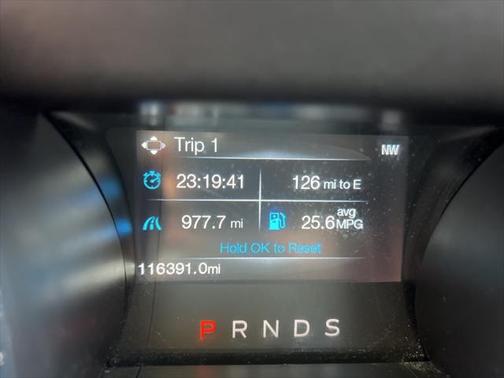 Trip 1
NW
23:19:41
126 mi to E
977.7 mi
25.6 avg MPG
Hold OK to Reset
116391.0mi
P R N D S